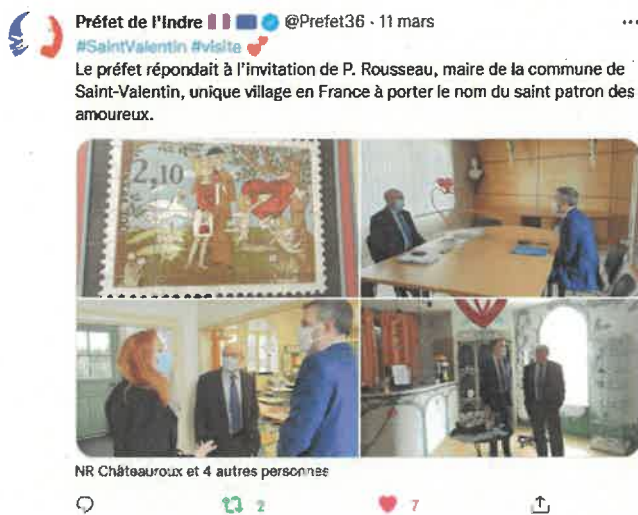 Préfet de l'Indre @Prefet36 · 11 mars
#SaintValentin #visite
Le préfet répondait à l'invitation de P. Rousseau, maire de la commune de
Saint-Valentin, unique village en France à porter le nom du saint patron des
amoureux.
2,10
NR Châteauroux et 4 autres personnes
2
7